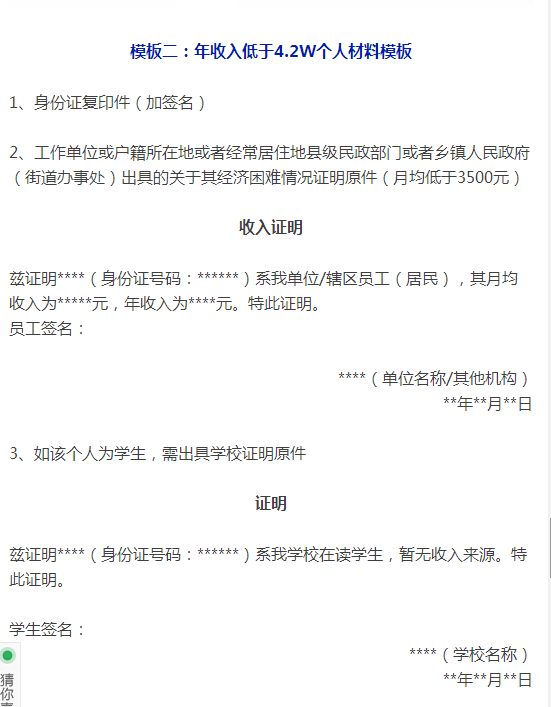 模板二：年收入低于4.2W个人材料模板
1、身份证复印件（加签名）
2、工作单位或户籍所在地或者经常居住地县级民政部门或者乡镇人民政府
（街道办事处）出具的关于其经济困难情况证明原件（月均低于3500元）
收入证明
兹证明****（身份证号码：******）系我单位/辖区员工（居民），其月均
收入为*****元，年收入为****元。特此证明。
员工签名：
****（单位名称/其他机构）
**年**月**日
3、如该个人为学生，需出具学校证明原件
证明
兹证明****（身份证号码：******）系我学校在读学生，暂无收入来源。特
此证明。
学生签名：
****（学校名称）
**年**月**日
猜
你